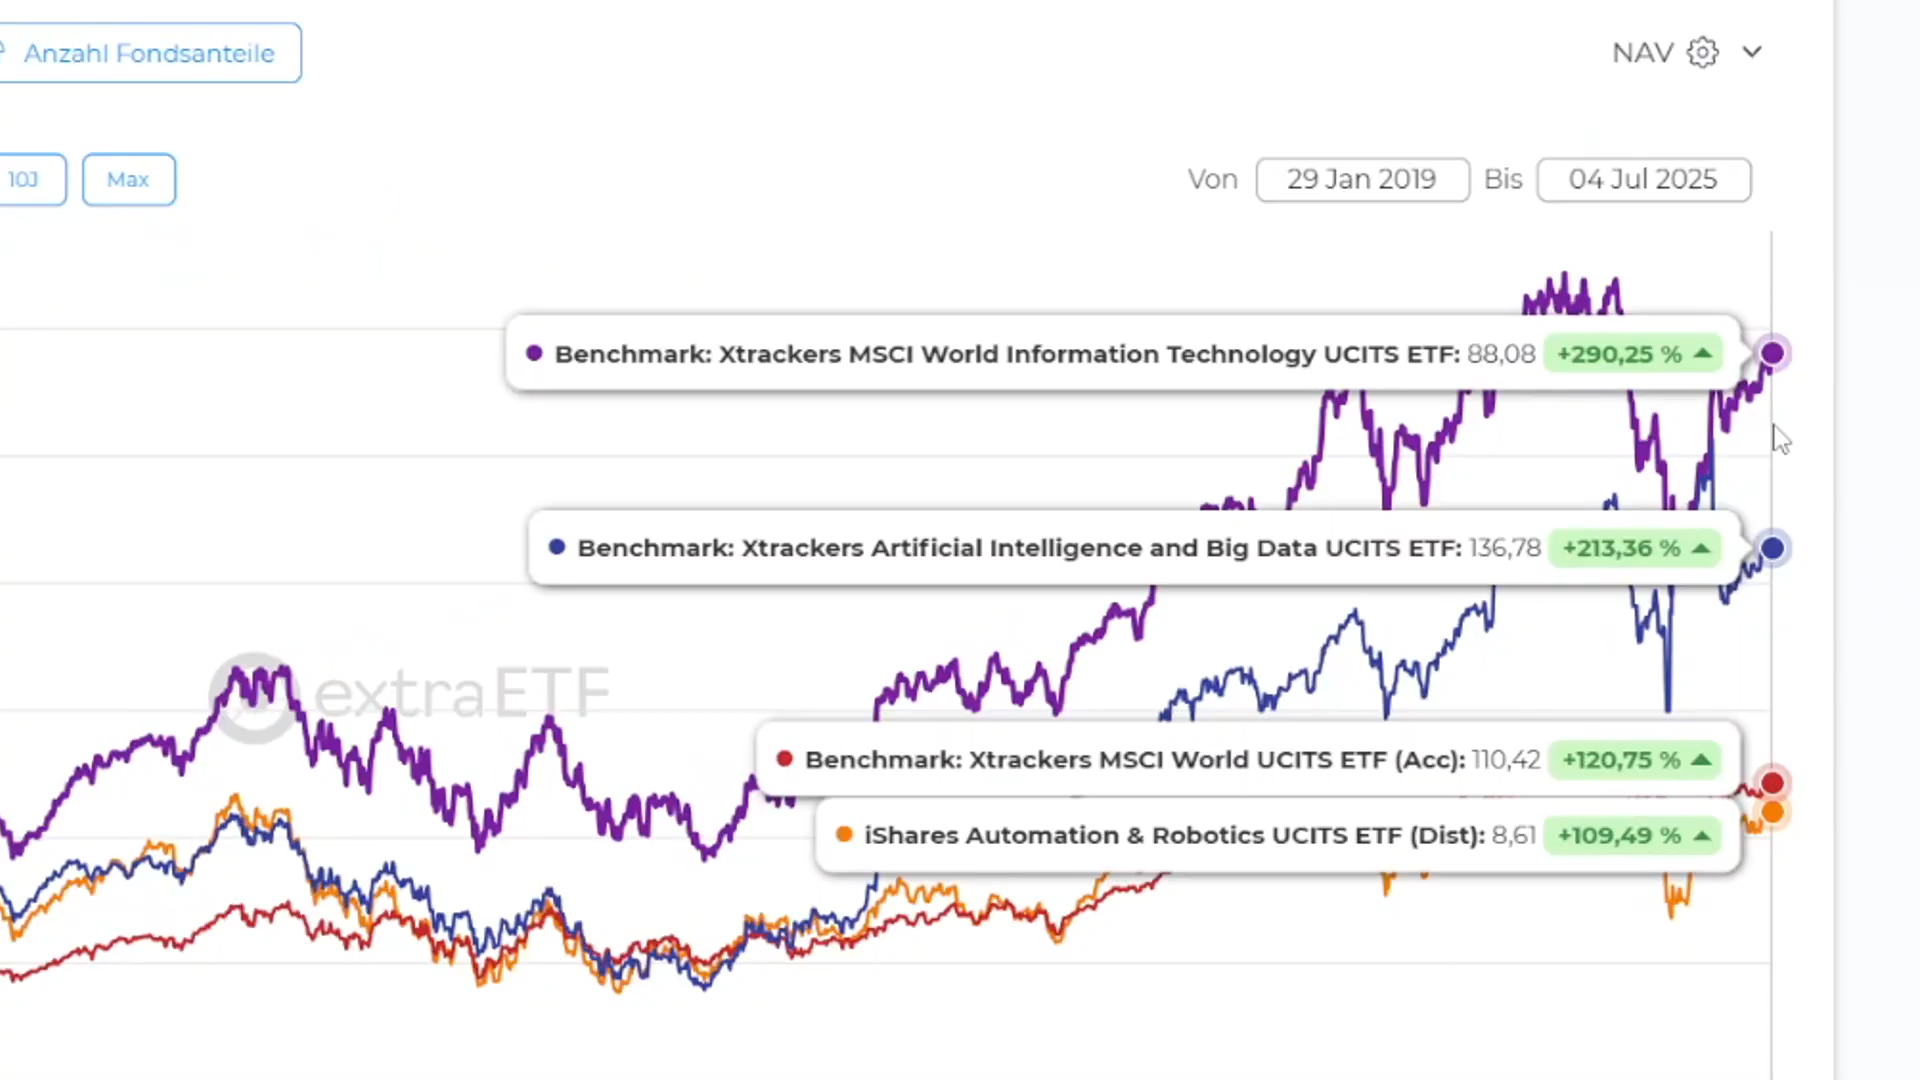 Anzahl Fondsanteile
NAV
10J
Max
Von
29 Jan 2019
Bis
04 Jul 2025
Benchmark: Xtrackers MSCI World Information Technology UCITS ETF: 88,08 +290,25 % ▲
Benchmark: Xtrackers Artificial Intelligence and Big Data UCITS ETF: 136,78 +213,36 % ▲
extraETF
Benchmark: Xtrackers MSCI World UCITS ETF (Acc): 110,42 +120,75 % ▲
iShares Automation & Robotics UCITS ETF (Dist): 8,61 +109,49 % ▲